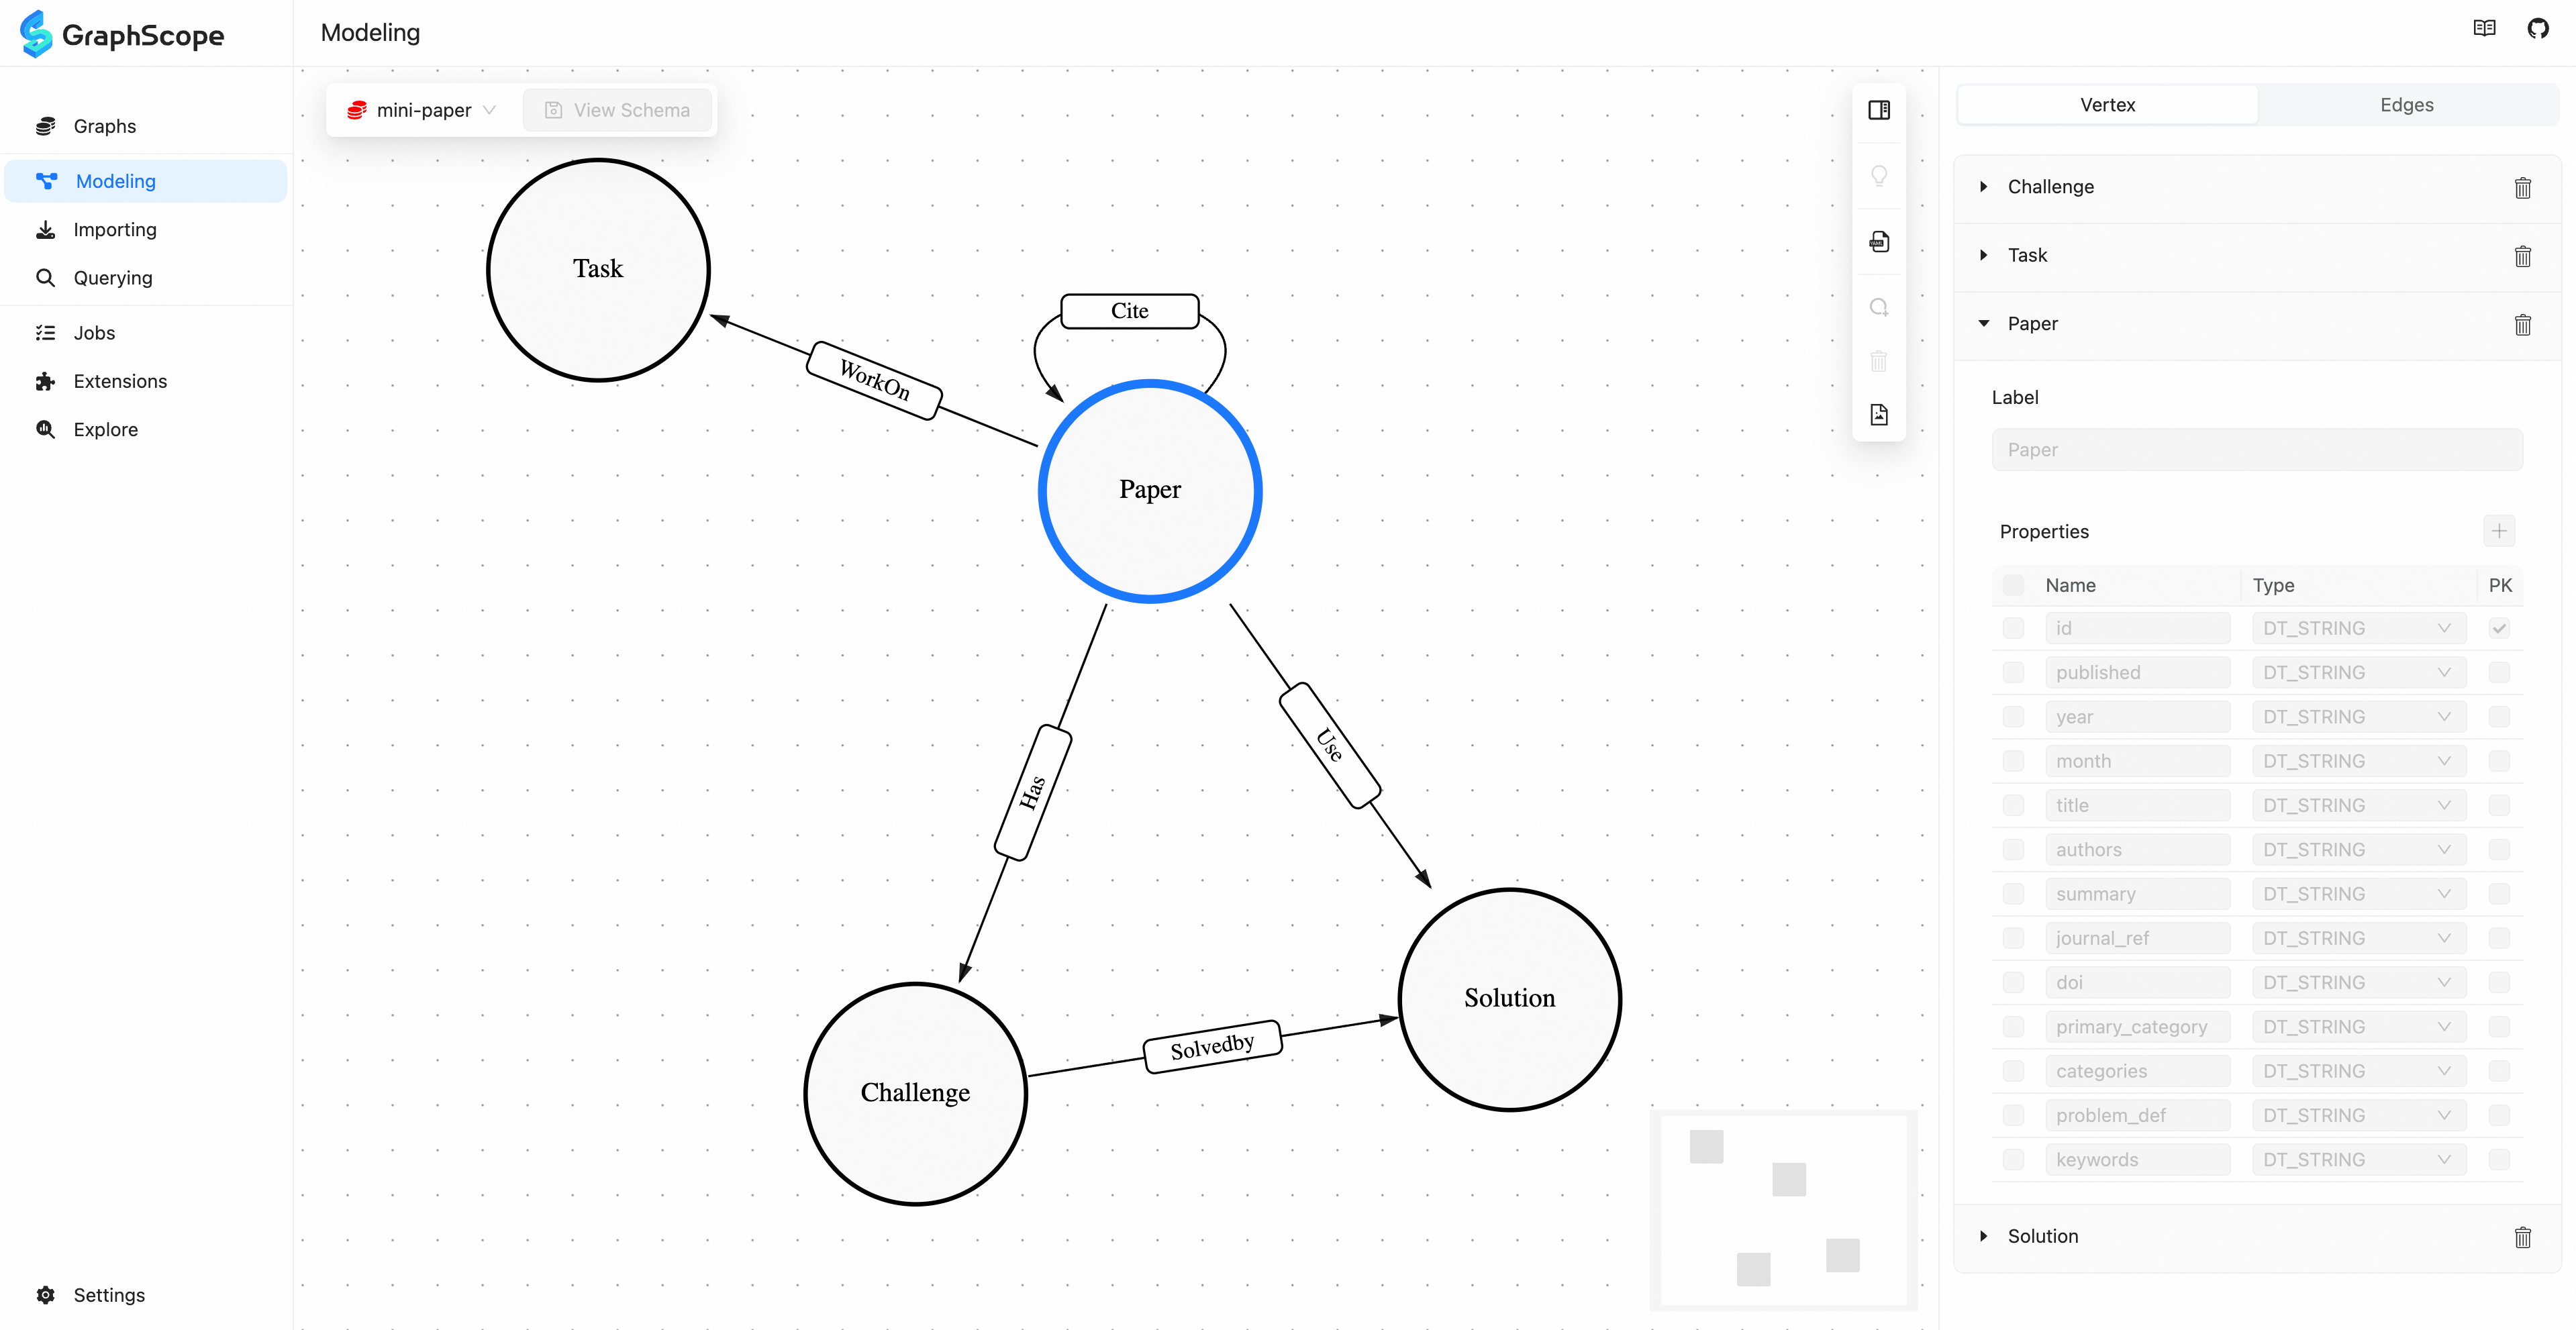 GraphScope
Modeling
Graphs
Modeling
Importing
Querying
Jobs
Extensions
Explore
Settings
mini-paper
View Schema
Task
Cite
WorkOn
Paper
Has
Use
Solution
Solvedby
Challenge
Vertex Edges
Challenge
Task
Paper
Label
Paper
Properties
Name Type PK
id DT_STRING
published DT_STRING
year DT_STRING
month DT_STRING
title DT_STRING
authors DT_STRING
summary DT_STRING
journal_ref DT_STRING
doi DT_STRING
primary_category DT_STRING
categories DT_STRING
problem_def DT_STRING
keywords DT_STRING
Solution